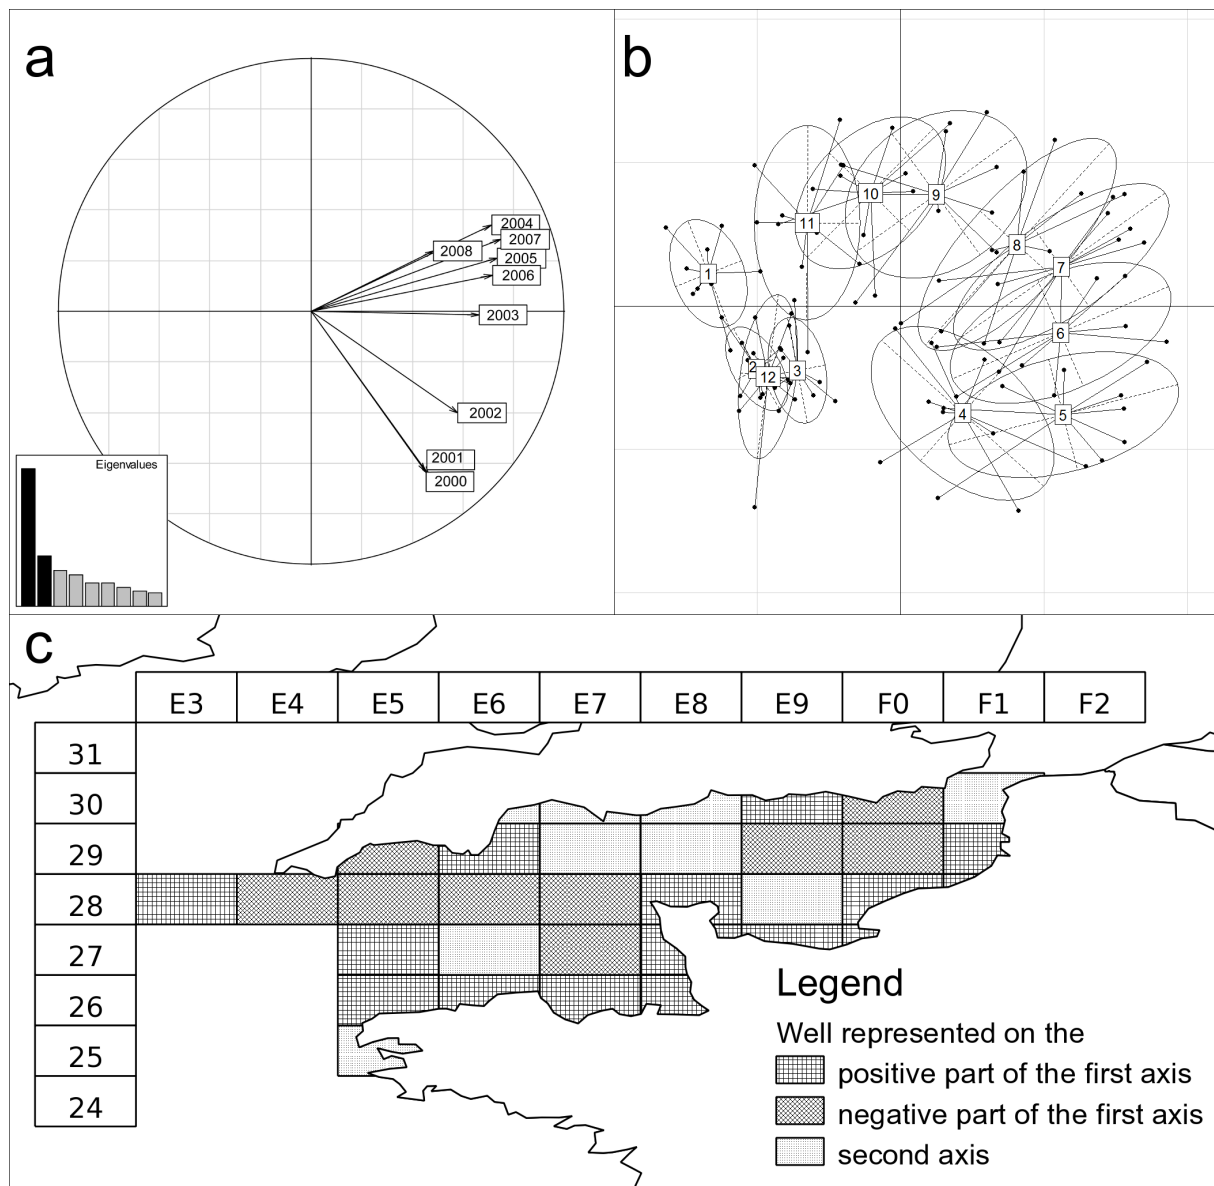 a
2004
2007
2008
2005
2006
2003
2002
2001
2000
Eigenvalues
b
10
9
11
8
7
1
6
2
12
3
4
5
c
E3 E4 E5 E6 E7 E8 E9 F0 F1 F2
31
30
29
28
27
26
25
24
Legend
Well represented on the
positive part of the first axis
negative part of the first axis
second axis